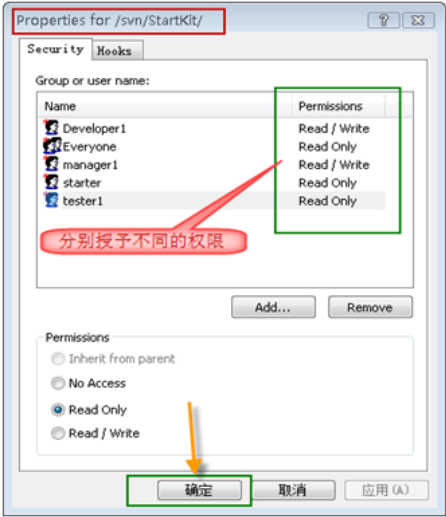 Properties for /svn/StartKit/
Security Hooks
Group or user name:
Name Permissions
Developer1 Read / Write
Everyone Read Only
manager1 Read / Write
starter Read Only
tester1 Read Only
分别授予不同的权限
Add... Remove
Permissions
Inherit from parent
No Access
Read Only
Read / Write
确定 取消 应用 (A)